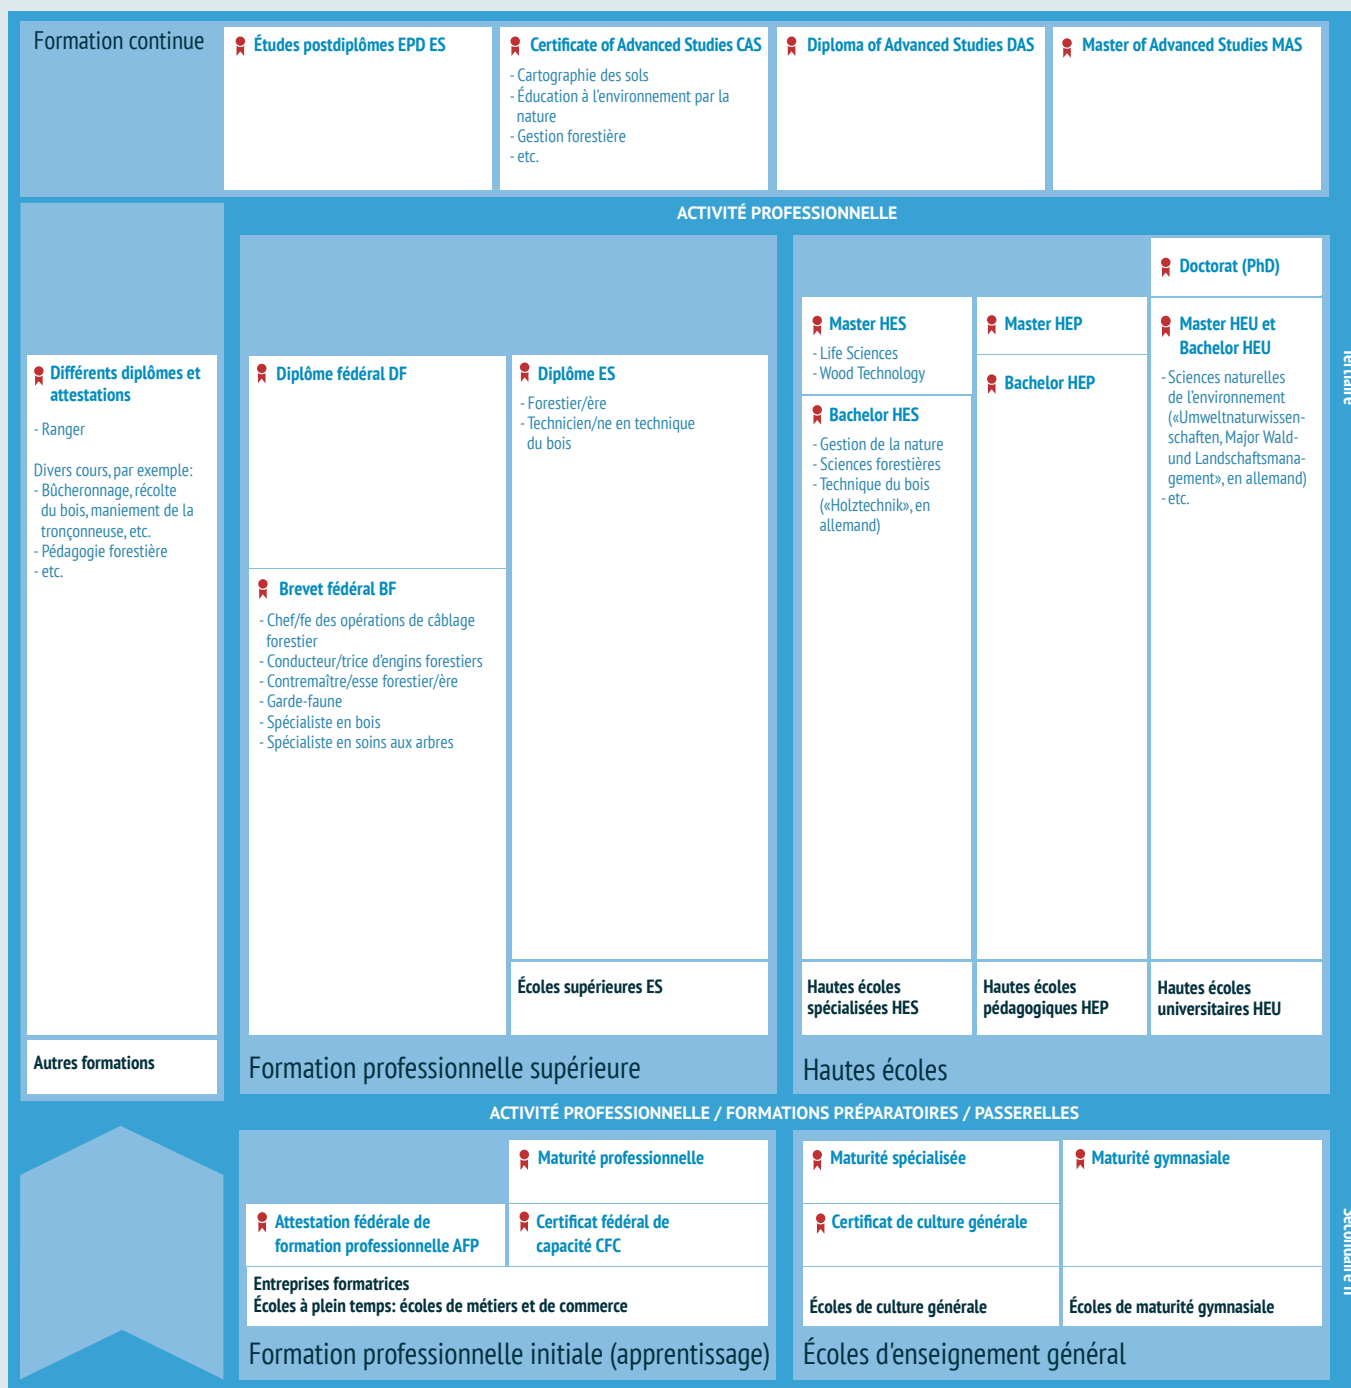 Formation continue
Études postdiplômes EPD ES
Certificate of Advanced Studies CAS
- Cartographie des sols
- Éducation à l'environnement par la
nature
- Gestion forestière
- etc.
Diploma of Advanced Studies DAS
Master of Advanced Studies MAS
ACTIVITÉ PROFESSIONNELLE
Différents diplômes et
attestations
- Ranger
Divers cours, par exemple:
- Bûcheronnage, récolte
du bois, maniement de la
tronçonneuse, etc.
- Pédagogie forestière
- etc.
Autres formations
Diplôme fédéral DF
Brevet fédéral BF
- Chef/fe des opérations de câblage
forestier
- Conducteur/trice d'engins forestiers
- Contremaître/esse forestier/ère
- Garde-faune
- Spécialiste en bois
- Spécialiste en soins aux arbres
Diplôme ES
- Forestier/ère
- Technicien/ne en technique
du bois
Écoles supérieures ES
Formation professionnelle supérieure
Master HES
- Life Sciences
- Wood Technology
Bachelor HES
- Gestion de la nature
- Sciences forestières
- Technique du bois
(«Holztechnik», en
allemand)
Hautes écoles
spécialisées HES
Master HEP
Bachelor HEP
Hautes écoles
pédagogiques HEP
Doctorat (PhD)
Master HEU et
Bachelor HEU
- Sciences naturelles
de l'environnement
(«Umweltnaturwissen-
schaften, Major Wald-
und Landschaftsmana-
gement», en allemand)
- etc.
Hautes écoles
universitaires HEU
Hautes écoles
Tertiaire
ACTIVITÉ PROFESSIONNELLE / FORMATIONS PRÉPARATOIRES / PASSERELLES
Maturité professionnelle
Attestation fédérale de
formation professionnelle AFP
Certificat fédéral de
capacité CFC
Entreprises formatrices
Écoles à plein temps: écoles de métiers et de commerce
Formation professionnelle initiale (apprentissage)
Maturité spécialisée
Certificat de culture générale
Écoles de culture générale
Maturité gymnasiale
Écoles de maturité gymnasiale
Écoles d'enseignement général
Secondaire II